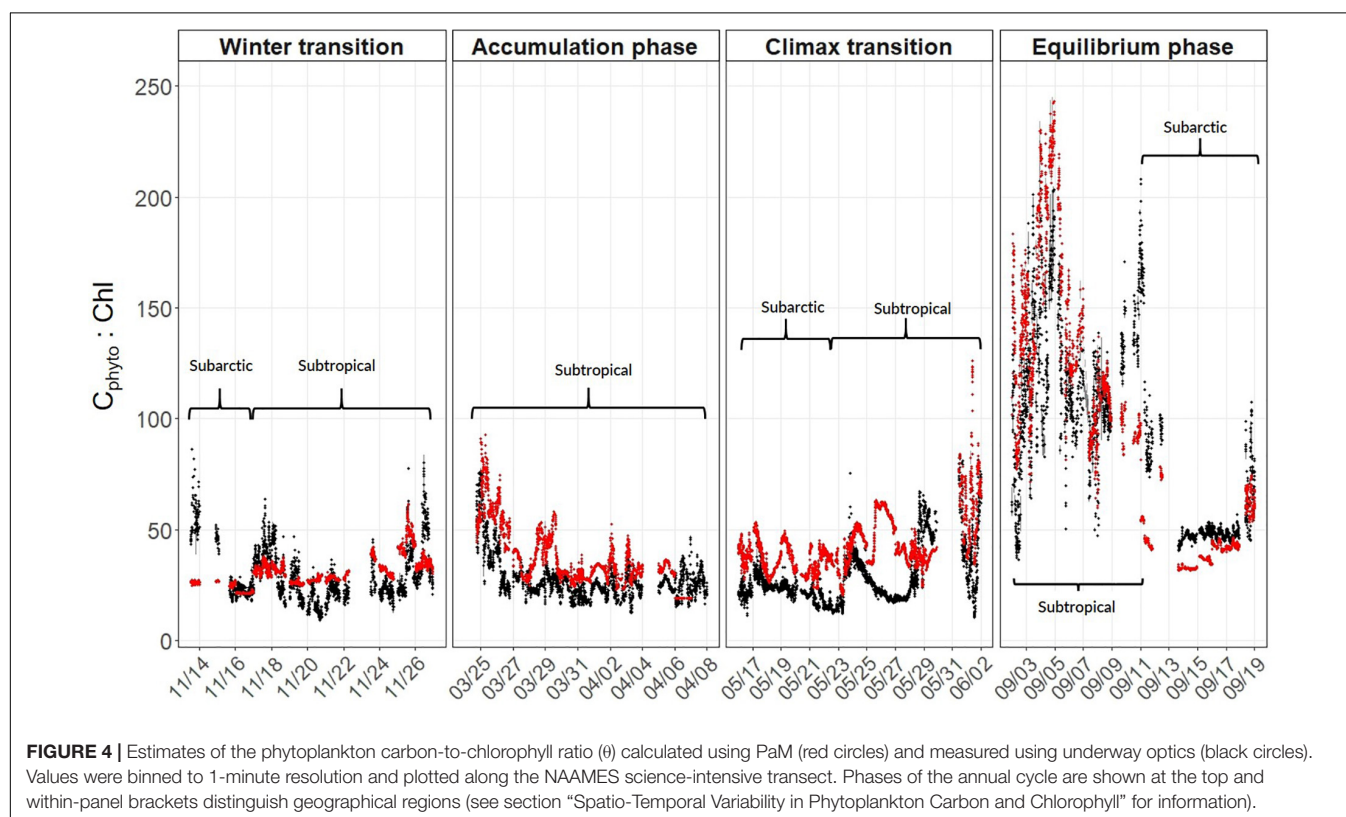 Winter transition Accumulation phase Climax transition Equilibrium phase
250
200
150
100
50
0
C_phyto : Chl
Subarctic
Subtropical
Subtropical
Subarctic
Subtropical
Subarctic
Subtropical
11/14 11/16 11/18 11/20 11/22 11/24 11/26
03/25 03/27 03/29 03/31 04/02 04/04 04/06 04/08
05/17 05/19 05/21 05/23 05/25 05/27 05/29 05/31 06/02
09/03 09/05 09/07 09/09 09/11 09/13 09/15 09/17 09/19
FIGURE 4 | Estimates of the phytoplankton carbon-to-chlorophyll ratio (θ) calculated using PaM (red circles) and measured using underway optics (black circles).
Values were binned to 1-minute resolution and plotted along the NAAMES science-intensive transect. Phases of the annual cycle are shown at the top and
within-panel brackets distinguish geographical regions (see section “Spatio-Temporal Variability in Phytoplankton Carbon and Chlorophyll” for information).